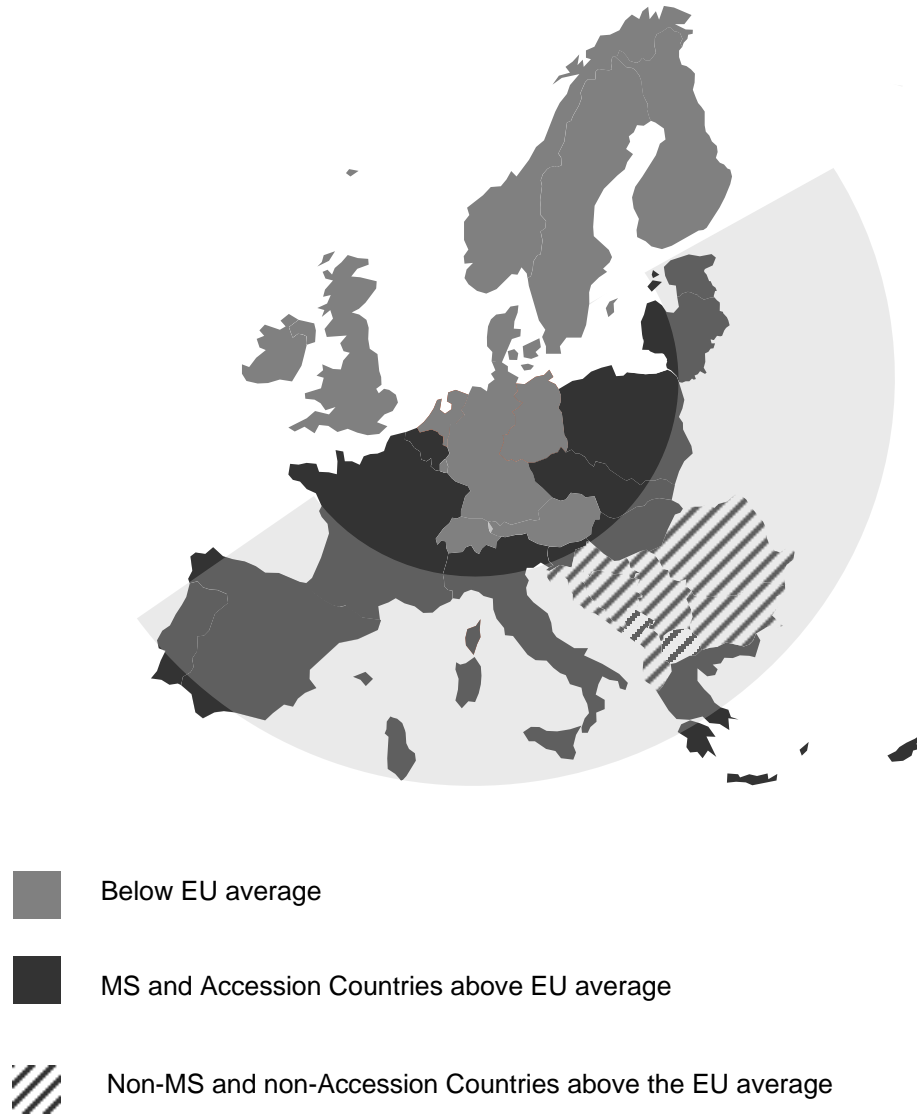 Below EU average
MS and Accession Countries above EU average
Non-MS and non-Accession Countries above the EU average